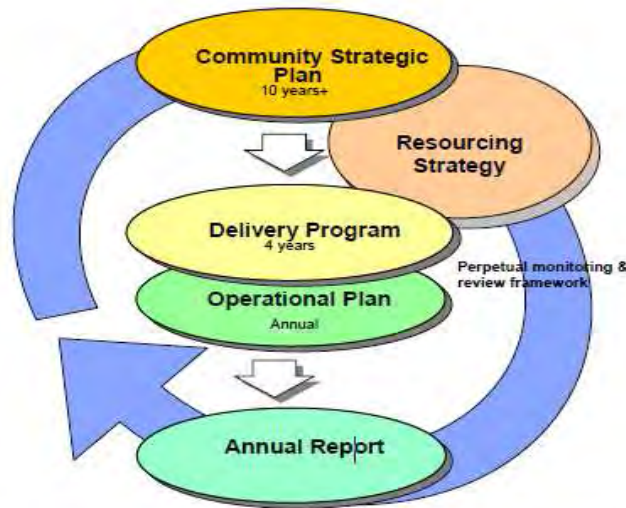 Community Strategic
Plan
10 years+
Resourcing
Strategy
Delivery Program
4 years
Perpetual monitoring &
review framework
Operational Plan
Annual
Annual Report